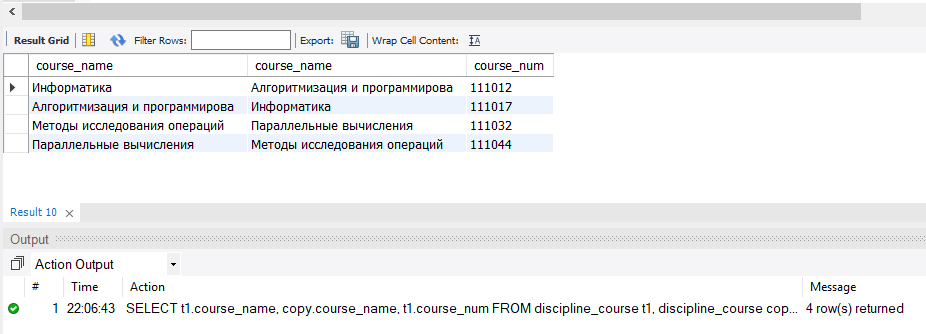 Result Grid Filter Rows: Export: Wrap Cell Content: IA
course_name course_name course_num
Информатика Алгоритмизация и программирова 111012
Алгоритмизация и программирова Информатика 111017
Методы исследования операций Параллельные вычисления 111032
Параллельные вычисления Методы исследования операций 111044
Result 10 ×
Output
Action Output
# Time Action Message
1 22:06:43 SELECT t1.course_name, copy.course_name, t1.course_num FROM discipline_course t1, discipline_course cop... 4 row(s) returned